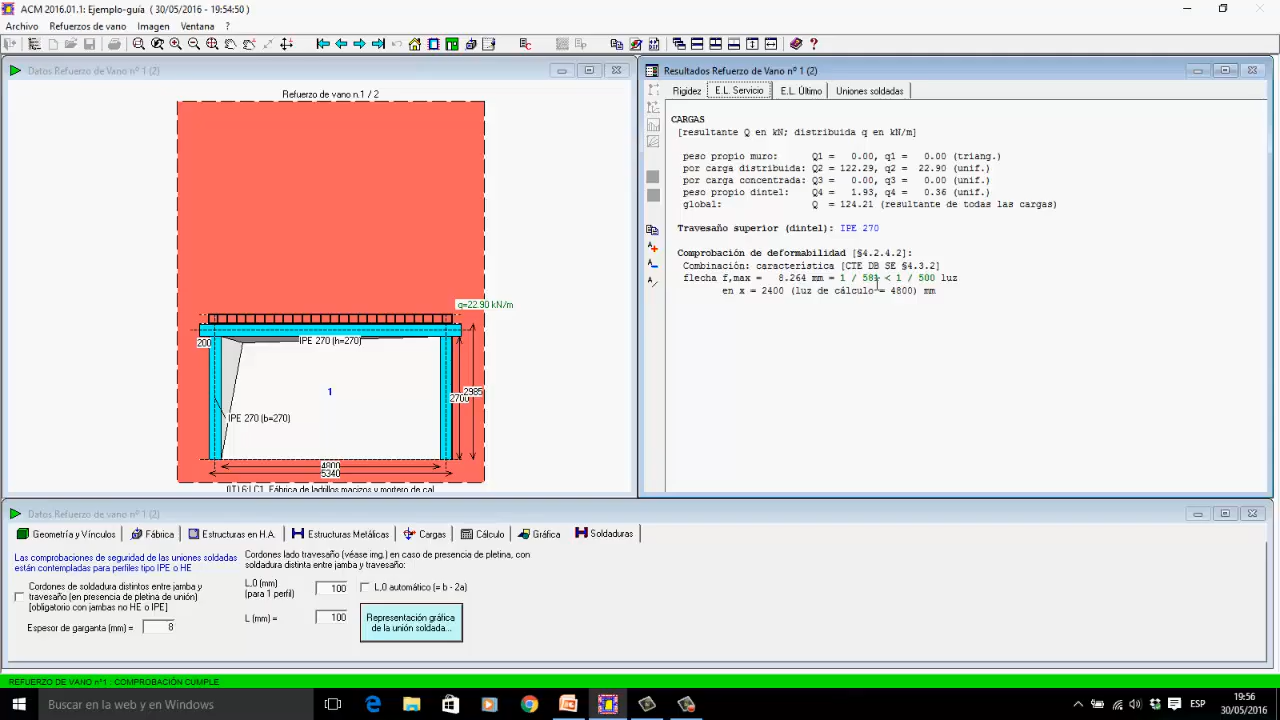 ACM 2016.01.1: Ejemplo-guía ( 30/05/2016 - 19:54:50)
Archivo Refuerzos de vano Imagen Ventana ?
Datos Refuerzo de Vano nº 1 (2)
Refuerzo de vano n.1 / 2
q=22.90 kN/m
200
IPE 270 (h=270)
2985
2700
1
IPE 270 (b=270)
4800
5340
Resultados Refuerzo de Vano nº 1 (2)
Rigidez E.L. Servicio E.L. Último Uniones soldadas
CARGAS
[resultante Q en kN; distribuida q en kN/m]
peso propio muro: Q1 = 0.00, q1 = 0.00 (triang.)
por carga distribuida: Q2 = 122.29, q2 = 22.90 (unif.)
por carga concentrada: Q3 = 0.00, q3 = 0.00 (unif.)
peso propio dintel: Q4 = 1.93, q4 = 0.36 (unif.)
global: Q = 124.21 (resultante de todas las cargas)
Travesaño superior (dintel): IPE 270
Comprobación de deformabilidad [§4.2.4.2]:
Combinación: característica [CTE DB SE §4.3.2]
flecha f,max = 8.264 mm = 1 / 581 < 1 / 500 luz
en x = 2400 (luz de cálculo = 4800) mm
Datos Refuerzo de Vano nº 1 (2)
Geometría y Vínculos Fábrica Estructuras en H.A. Estructuras Metálicas Cargas Cálculo Gráfica Soldaduras
Las comprobaciones de seguridad de las uniones soldadas
están contempladas para perfiles tipo IPE o HE
Cordones de soldadura distintos entre jamba y
travesaño (en presencia de pletina de unión)
[obligatorio con jambas no HE o IPE]
Espesor de garganta (mm) = 8
Cordones lado travesaño (véase img.) en caso de presencia de pletina, con
soldadura distinta entre jamba y travesaño:
L,0 (mm)
(para 1 perfil) 100 L,0 automático (= b - 2a)
L (mm) = 100
Representación gráfica
de la unión soldada...
REFUERZO DE VANO nº1 : COMPROBACIÓN CUMPLE
Buscar en la web y en Windows
ESP
19:56
30/05/2016